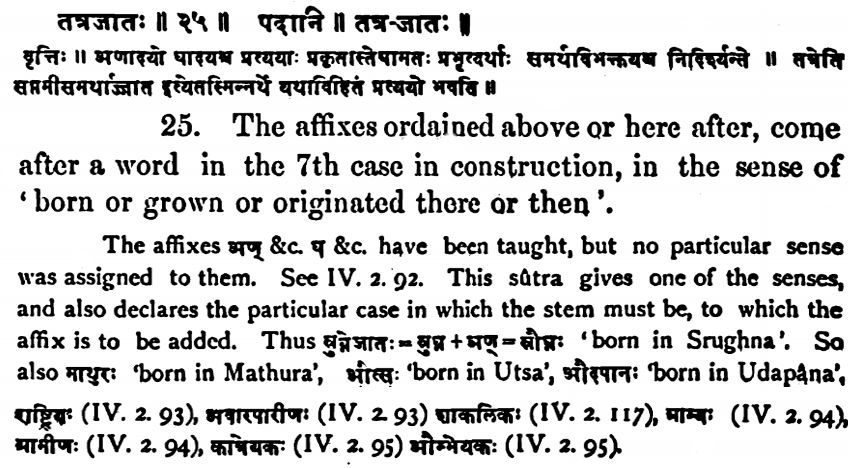 तत्रजातः ॥ २५ ॥ पदानि ॥ तत्र-जातः ॥
वृत्तिः ॥ अणादयो घादयश्च प्रत्ययाः प्रकृतास्तेषामतः प्रभृत्यर्थाः समर्थविभक्तयश्च निर्दिश्यन्ते ॥ तत्रेति
सप्तमीसमर्थाज्जात इत्येतस्मिन्नर्थे यथाविहितं प्रत्ययो भवति ॥
25. The affixes ordained above or here after, come
after a word in the 7th case in construction, in the sense of
‘born or grown or originated there or then’.
The affixes अण् &c. घ &c. have been taught, but no particular sense
was assigned to them. See IV. 2. 92. This sûtra gives one of the senses,
and also declares the particular case in which the stem must be, to which the
affix is to be added. Thus स्रुघ्नेजातः = स्रुघ्न + अण् = स्रौघ्नः ‘born in Srughna’. So
also माथुरः ‘born in Mathura’, औत्सः ‘born in Utsa’, औदपानः ‘born in Udapâna’,
राष्ट्रियः (IV. 2. 93), अवारपारीणः (IV. 2 93) शाकलिकः (IV. 2. 117), ग्राम्यः (IV. 2. 94),
ग्रामीणः (IV. 2. 94), कात्रेयकः (IV. 2. 95) औम्भेयकः (IV. 2. 95).